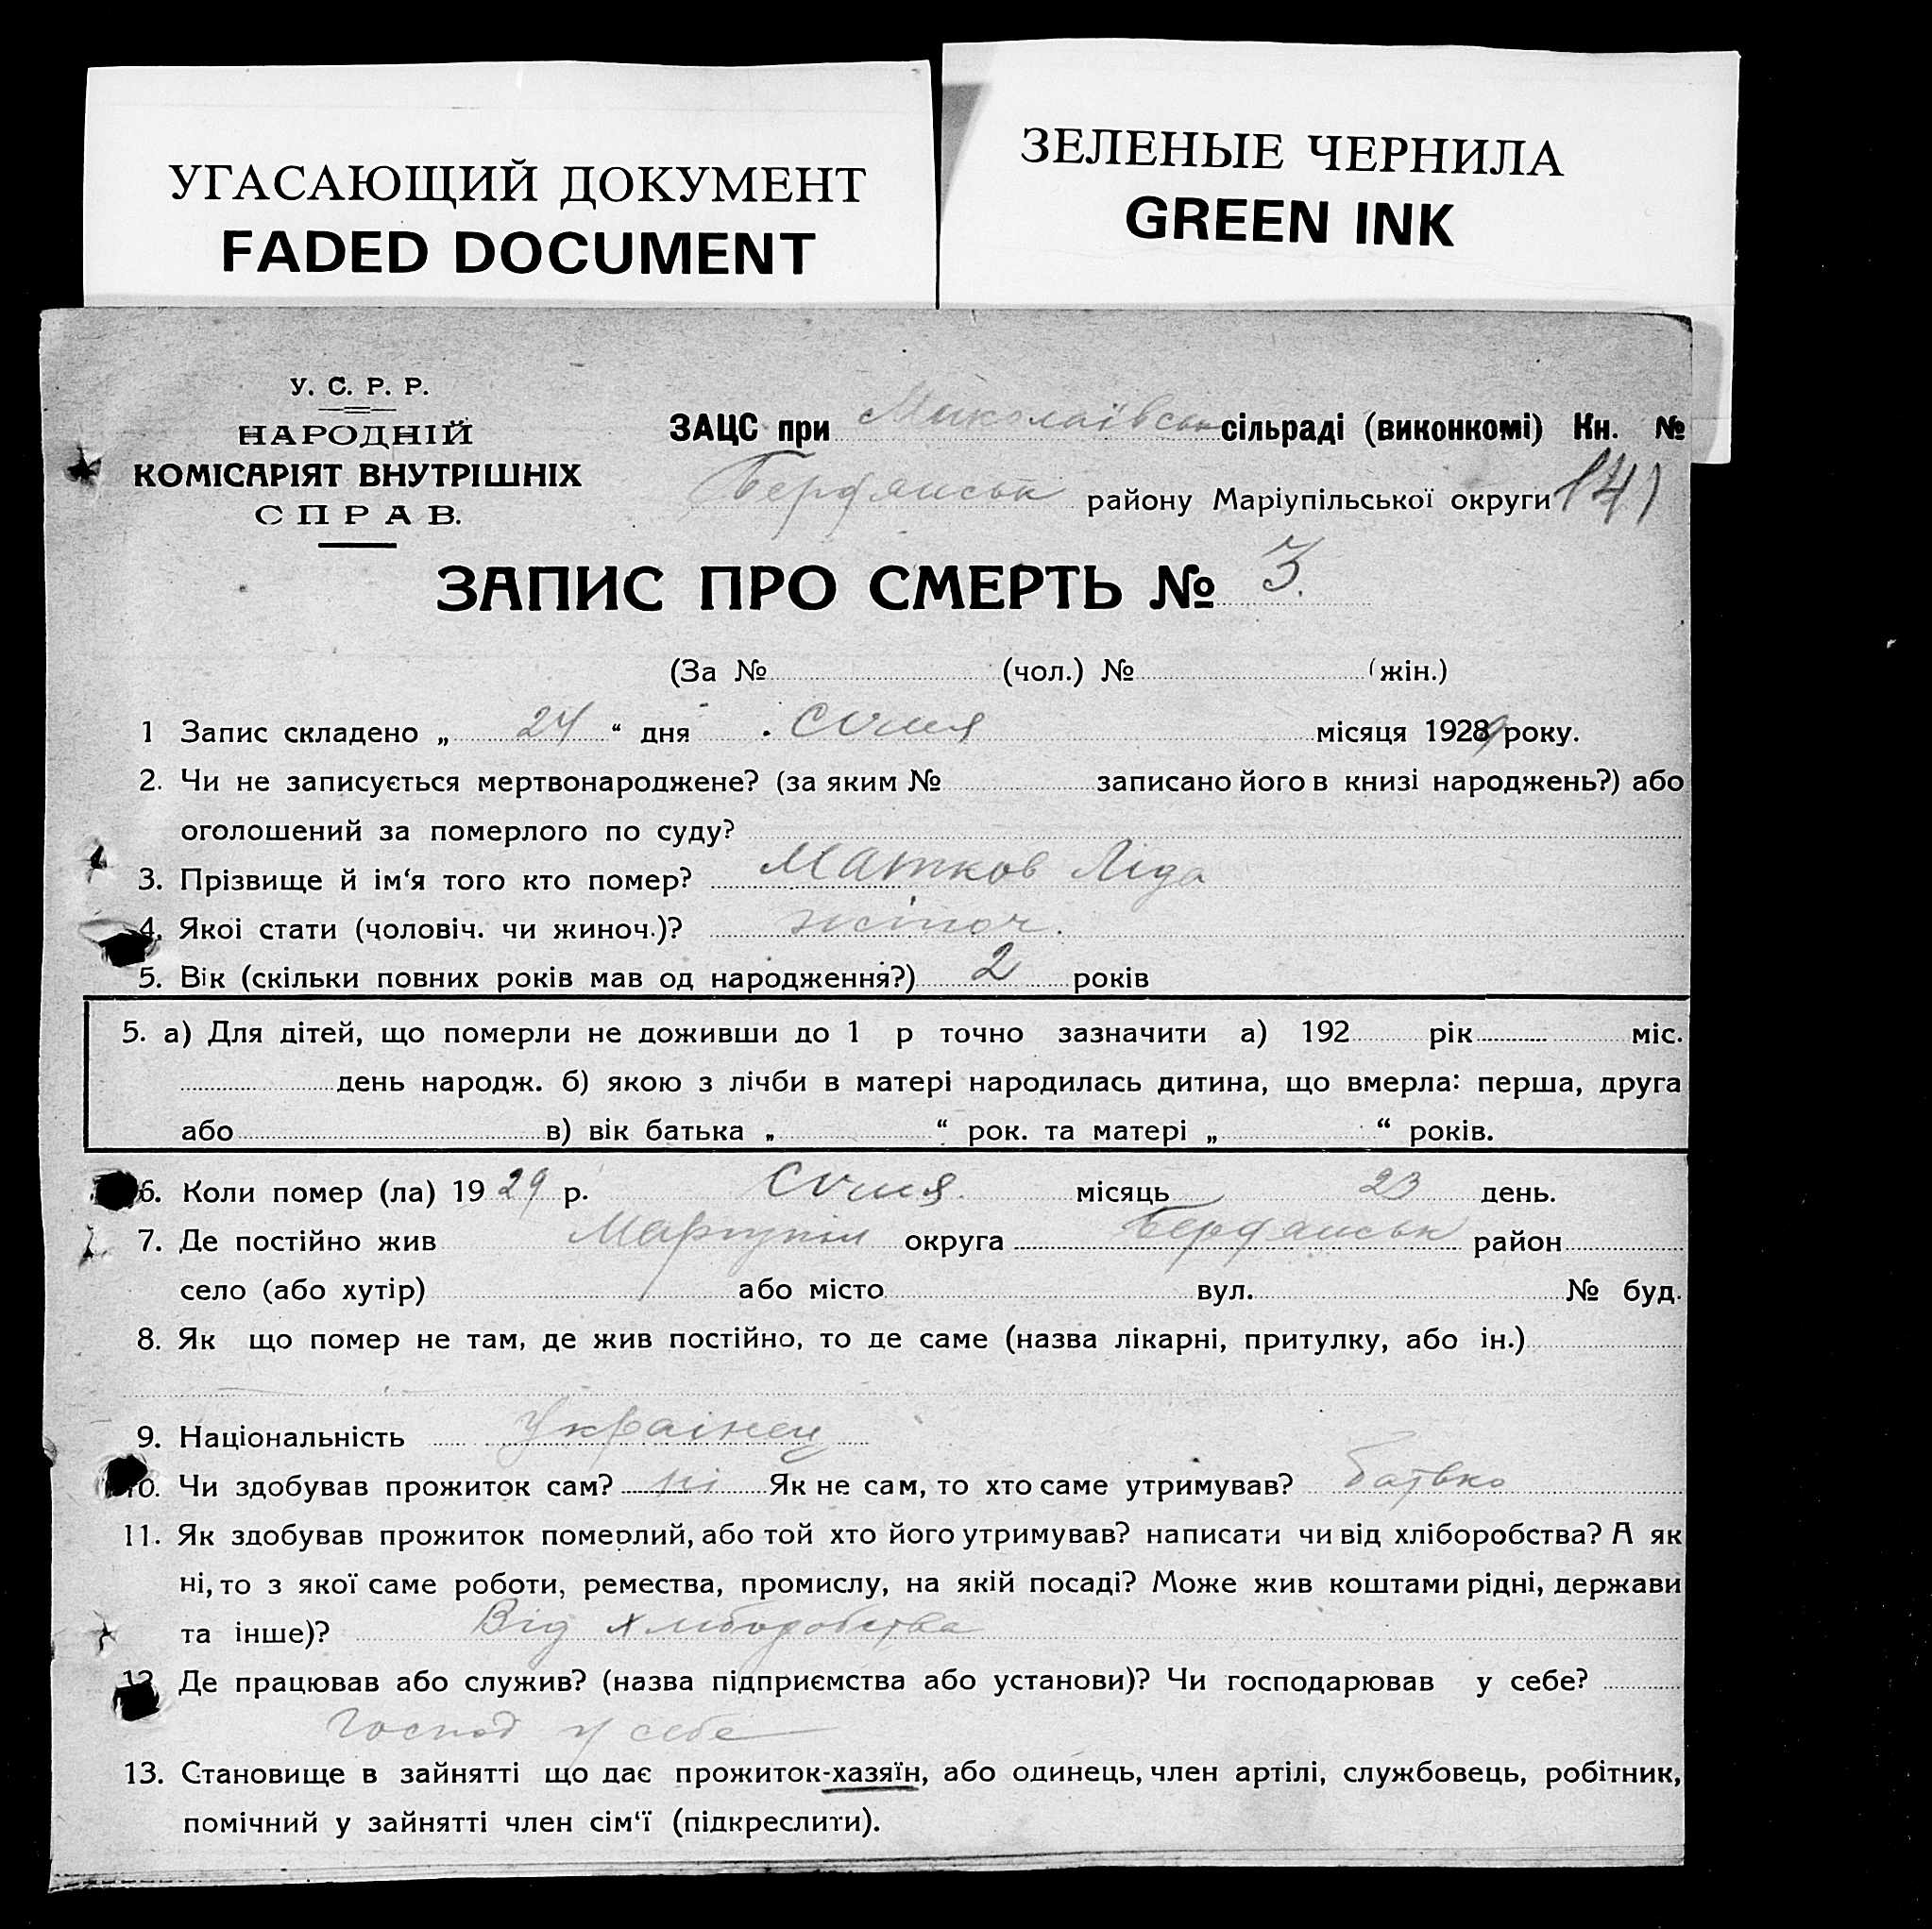 УГАСАЮЩИЙ ДОКУМЕНТ
FADED DOCUMENT
ЗЕЛЕНЫЕ ЧЕРНИЛА
GREEN INK
У. С. Р. Р.
НАРОДНІЙ
КОМІСАРІЯТ ВНУТРІШНІХ
СПРАВ.
ЗАЦС при Миколаївськ сільраді (виконкомі) Кн. №
Бердянськ району Маріупільської округи 141
ЗАПИС ПРО СМЕРТЬ № 3.
(За № (чол.) № (жін.)
1 Запис складено „ 24 “ дня січня місяця 1929 року.
2. Чи не записується мертвонароджене? (за яким № записано його в книзі народжень?) або
оголошений за померлого по суду?
3. Прізвище й ім‘я того кто помер? Матков Ліда
4. Якоі стати (чоловіч. чи жиноч.)? жіноч.
5. Вік (скільки повних років мав од народження?) 2 років
5. а) Для дітей, що померли не доживши до 1 р точно зазначити а) 192 рік міс.
день народж. б) якою з лічби в матері народилась дитина, що вмерла: перша, друга
або в) вік батька „ “ рок. та матері „ “ років.
6. Коли помер (ла) 1929 р. січня місяць 23 день.
7. Де постійно жив Маріупіл округа Бердянськ район
село (або хутір) або місто вул. № буд.
8. Як що помер не там, де жив постійно, то де саме (назва лікарні, притулку, або ін.)
9. Національність Украінец
10. Чи здобував прожиток сам? ні Як не сам, то хто саме утримував? батько
11. Як здобував прожиток померлий, або той хто його утримував? написати чи від хліборобства? А як
ні, то з якої саме роботи, ремества, промислу, на якій посаді? Може жив коштами рідні, держави
та інше)? Від хліборобства
12. Де працював або служив? (назва підприємства або установи)? Чи господарював у себе?
Господ у себе
13. Становище в зайнятті що дає прожиток-хазяїн, або одинець, член артілі, службовець, робітник,
помічний у зайнятті член сім‘ї (підкреслити).